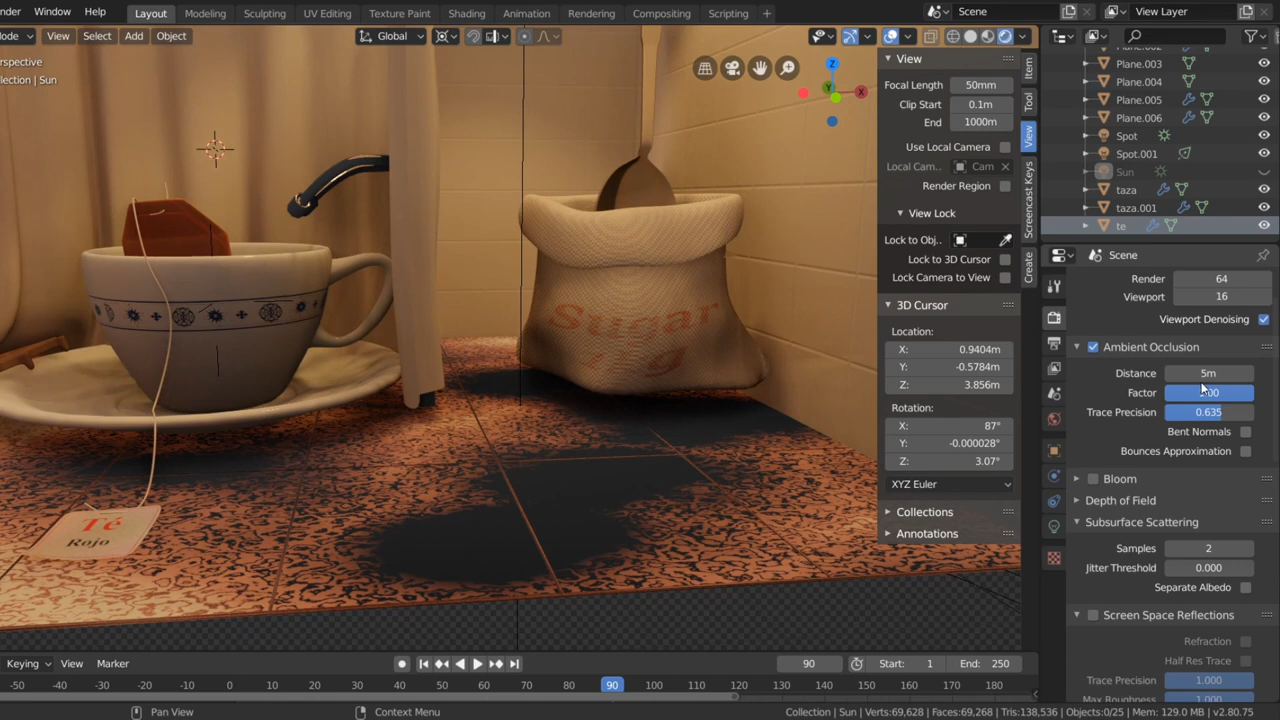 nder Window Help Layout Modeling Sculpting UV Editing Texture Paint Shading Animation Rendering Compositing Scripting + Scene View Layer
ode View Select Add Object Global
spective
llection | Sun
Té
Rojo
Sugar
View
Focal Length 50mm
Clip Start 0.1m
End 1000m
Use Local Camera
Local Cam.. Cam
Render Region
View Lock
Lock to Obj..
Lock to 3D Cursor
Lock Camera to View
3D Cursor
Location:
X: 0.9404m
Y: -0.5784m
Z: 3.856m
Rotation:
X: 87°
Y: -0.000028°
Z: 3.07°
XYZ Euler
Collections
Annotations
Item
Tool
View
Screencast Keys
Create
Z
Y
X
Plane.002
Plane.003
Plane.004
Plane.005
Plane.006
Spot
Spot.001
Sun
taza
taza.001
te
Scene
Render 64
Viewport 16
Viewport Denoising
Ambient Occlusion
Distance 5m
Factor .00
Trace Precision 0.635
Bent Normals
Bounces Approximation
Bloom
Depth of Field
Subsurface Scattering
Samples 2
Jitter Threshold 0.000
Separate Albedo
Screen Space Reflections
Refraction
Half Res Trace
Trace Precision 1.000
Max Roughness 1.000
Keying View Marker 90 Start: 1 End: 250
-50 -40 -30 -20 -10 0 10 20 30 40 50 60 70 80 90 100 110 120 130 140 150 160 170 180
Pan View Context Menu Collection | Sun | Verts:69,628 | Faces:69,268 | Tris:138,536 | Objects:0/25 | Mem: 129.0 MB | v2.80.75